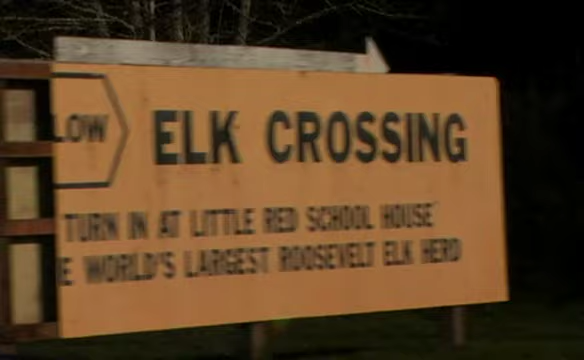 LOW ELK CROSSING
TURN IN AT LITTLE RED SCHOOL HOUSE
E WORLD'S LARGEST ROOSEVELT ELK HERD